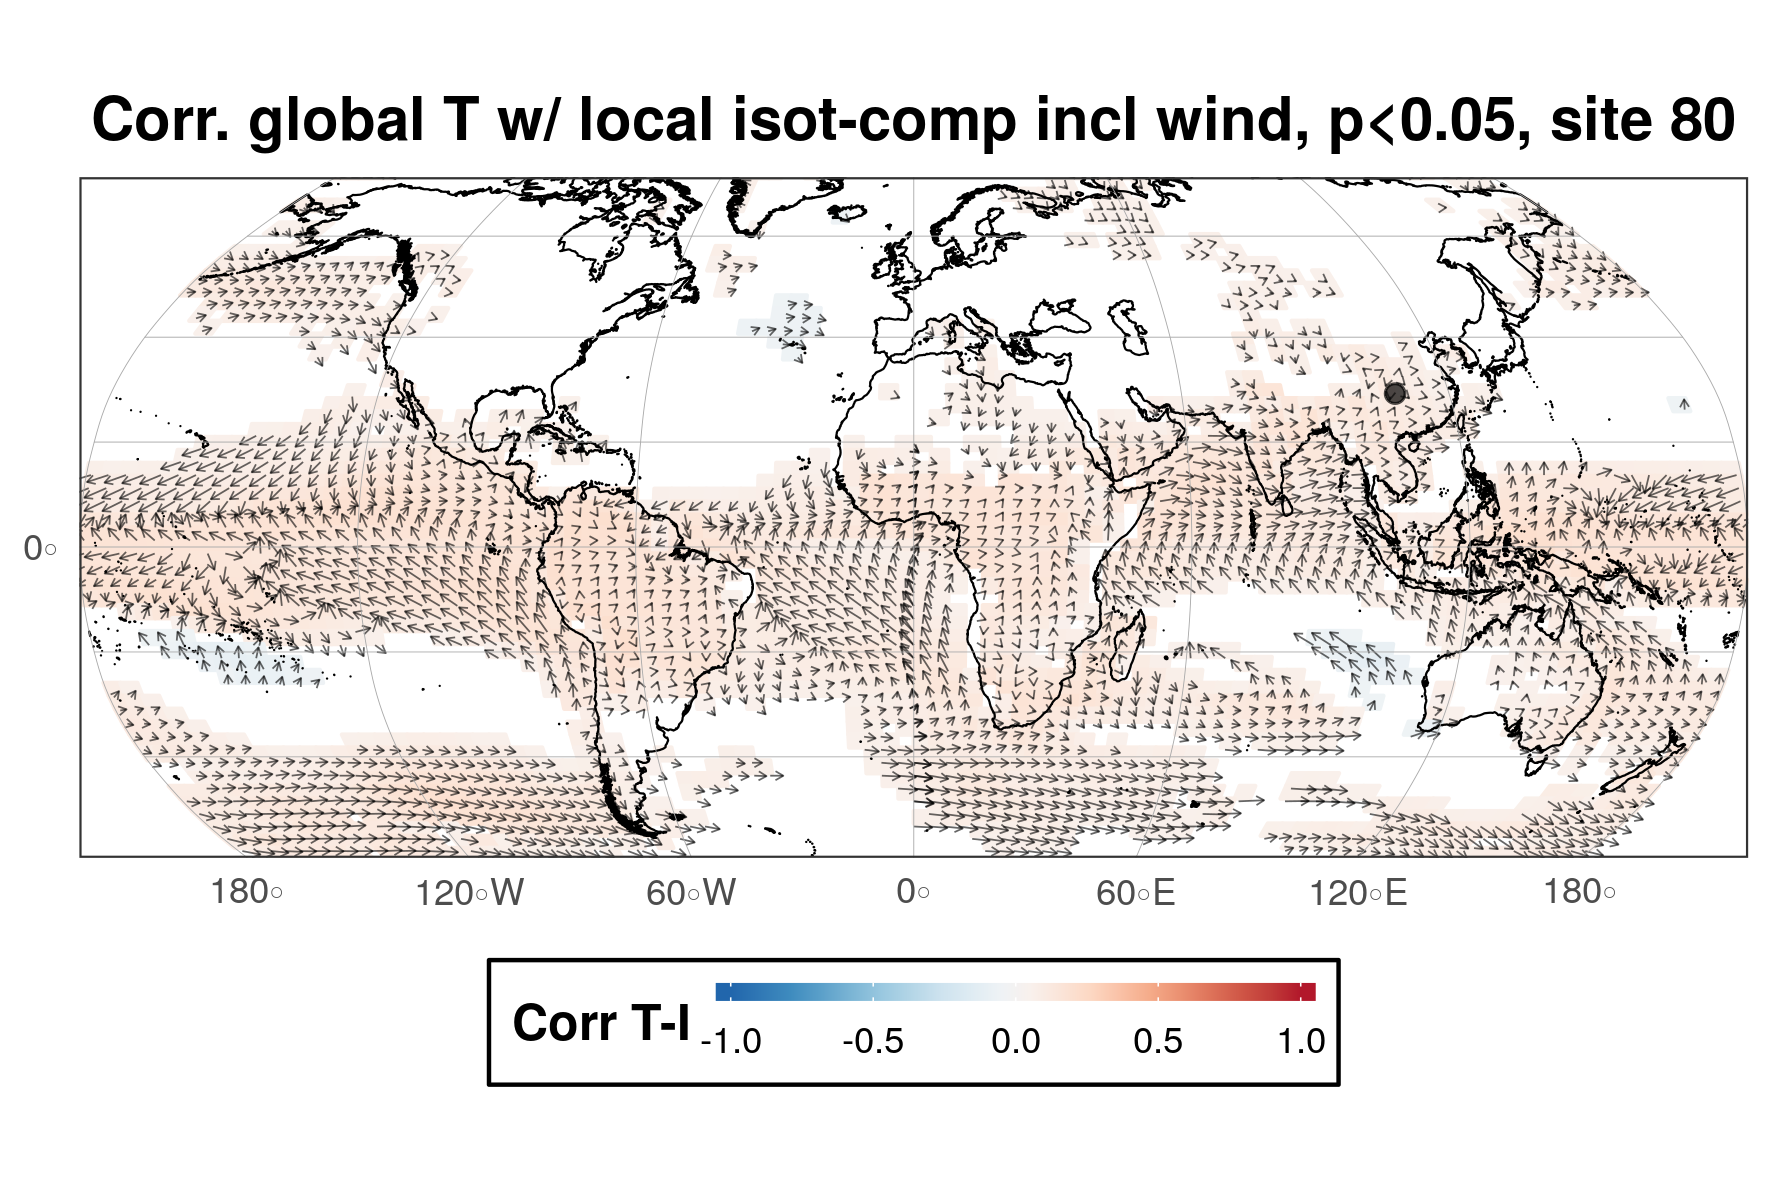 Corr. global T w/ local isot-comp incl wind, p<0.05, site 80
0°
180° 120°W 60°W 0° 60°E 120°E 180°
Corr T-I
-1.0 -0.5 0.0 0.5 1.0